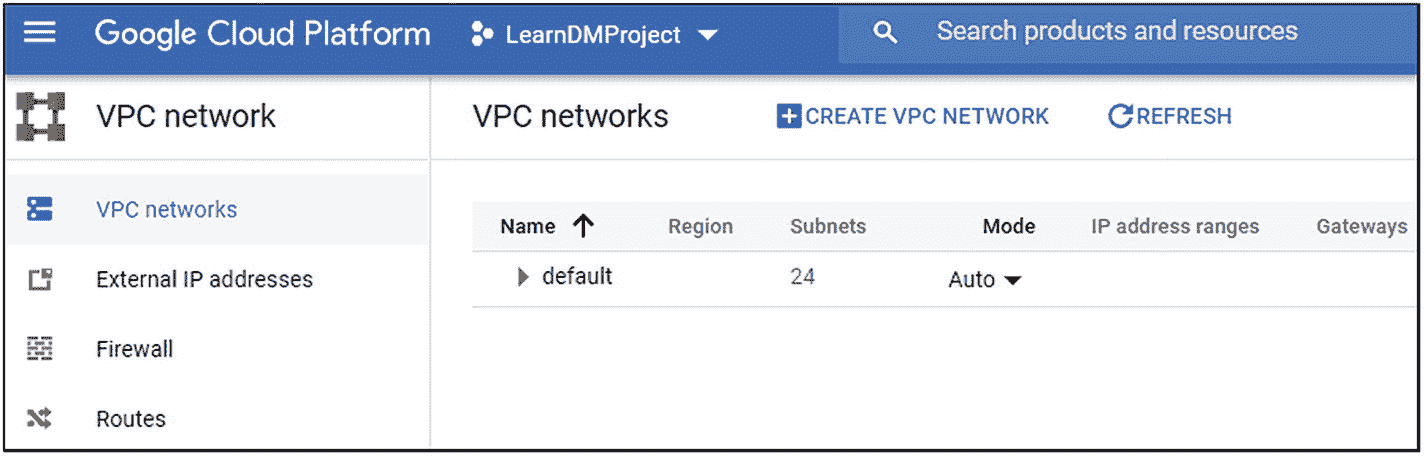 Google Cloud Platform LearnDMProject Search products and resources
VPC network
VPC networks
External IP addresses
Firewall
Routes
VPC networks CREATE VPC NETWORK REFRESH
Name Region Subnets Mode IP address ranges Gateways
default 24 Auto